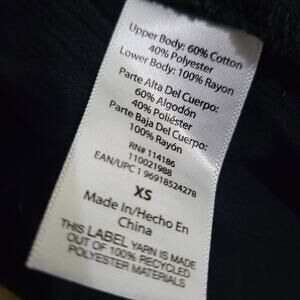 Upper Body: 60% Cotton
40% Polyester
Lower Body: 100% Rayon
Parte Alta Del Cuerpo:
60% Algodón
40% Poliéster
Parte Baja Del Cuerpo:
100% Rayón
RN# 114186
110021988
EAN/UPC 1 96918524278
XS
Made In/Hecho En
China
THIS LABEL YARN IS MADE
OUT OF 100% RECYCLED
POLYESTER MATERIALS